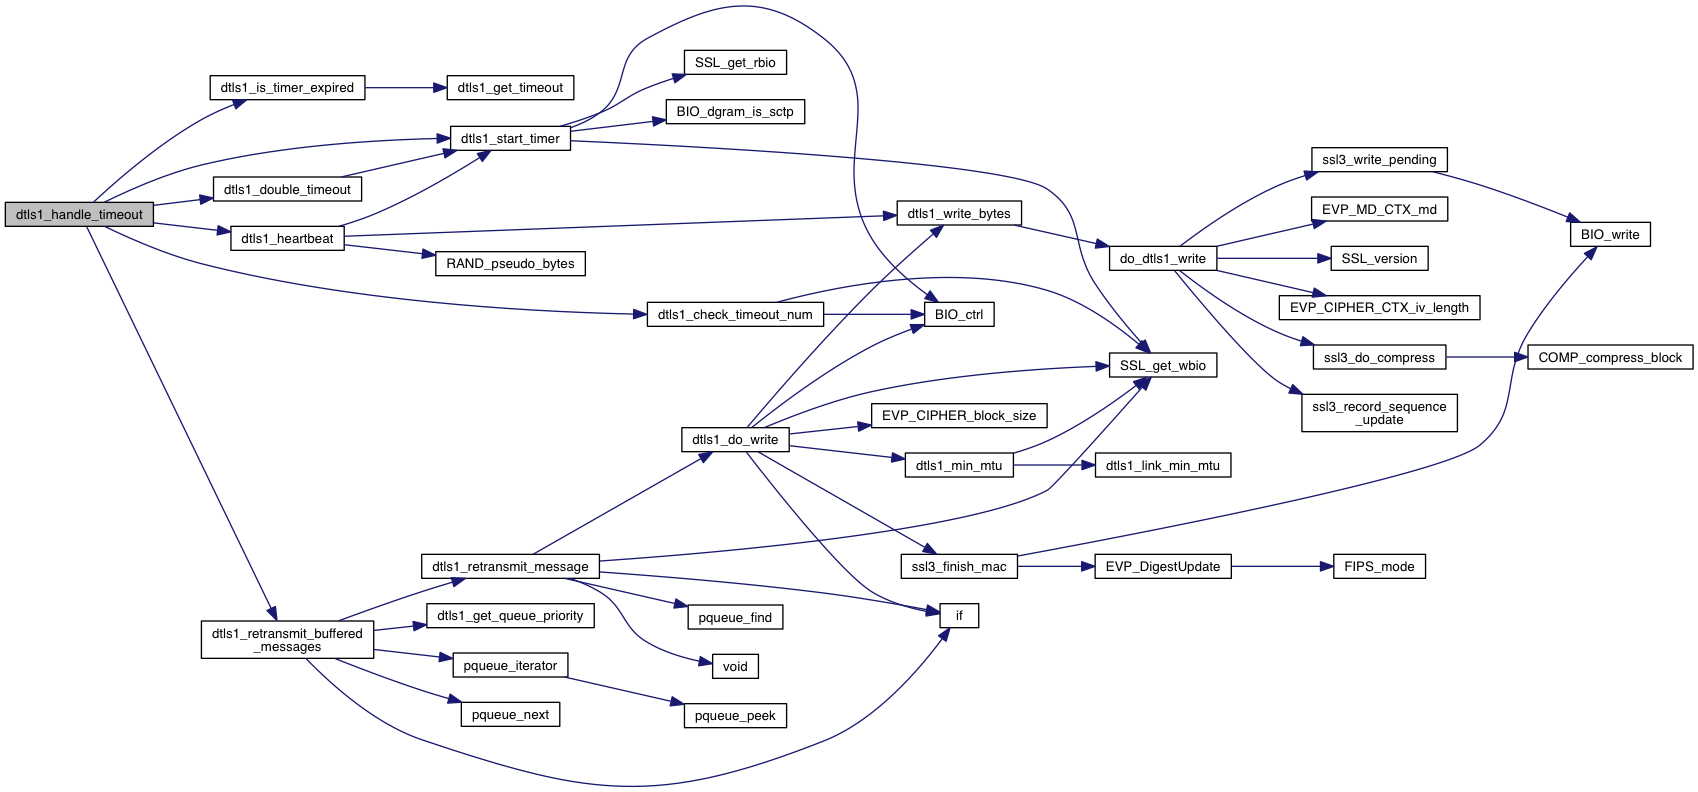 dtls1_handle_timeout
dtls1_is_timer_expired
dtls1_get_timeout
dtls1_start_timer
SSL_get_rbio
BIO_dgram_is_sctp
dtls1_double_timeout
dtls1_heartbeat
RAND_pseudo_bytes
dtls1_check_timeout_num
dtls1_write_bytes
BIO_ctrl
SSL_get_wbio
do_dtls1_write
ssl3_write_pending
EVP_MD_CTX_md
SSL_version
EVP_CIPHER_CTX_iv_length
ssl3_do_compress
ssl3_record_sequence
_update
BIO_write
COMP_compress_block
dtls1_do_write
EVP_CIPHER_block_size
dtls1_min_mtu
dtls1_link_min_mtu
ssl3_finish_mac
EVP_DigestUpdate
FIPS_mode
dtls1_retransmit_message
if
pqueue_find
void
dtls1_retransmit_buffered
_messages
dtls1_get_queue_priority
pqueue_iterator
pqueue_next
pqueue_peek